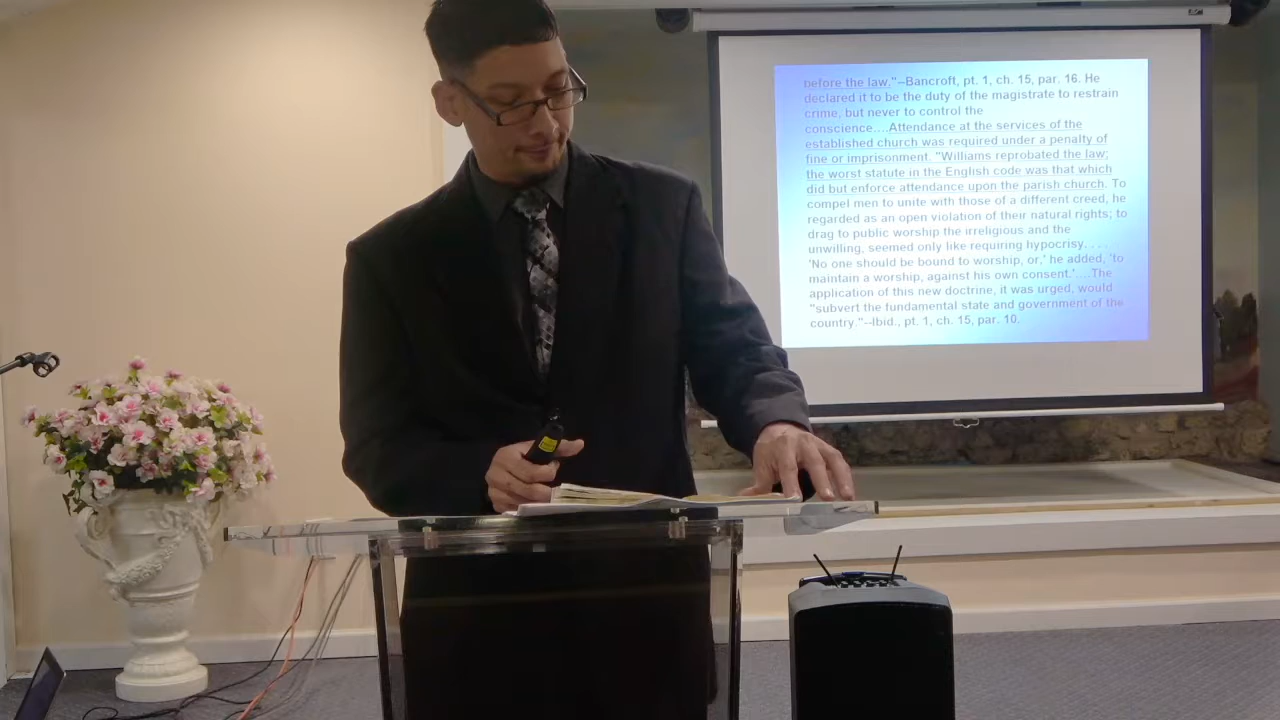 before the law."--Bancroft, pt. 1, ch. 15, par. 16. He
declared it to be the duty of the magistrate to restrain
crime, but never to control the
conscience....Attendance at the services of the
established church was required under a penalty of
fine or imprisonment. "Williams reprobated the law;
the worst statute in the English code was that which
did but enforce attendance upon the parish church. To
compel men to unite with those of a different creed, he
regarded as an open violation of their natural rights; to
drag to public worship the irreligious and the
unwilling, seemed only like requiring hypocrisy. . . .
'No one should be bound to worship, or,' he added, 'to
maintain a worship, against his own consent.'....The
application of this new doctrine, it was urged, would
"subvert the fundamental state and government of the
country."--Ibid., pt. 1, ch. 15, par. 10.